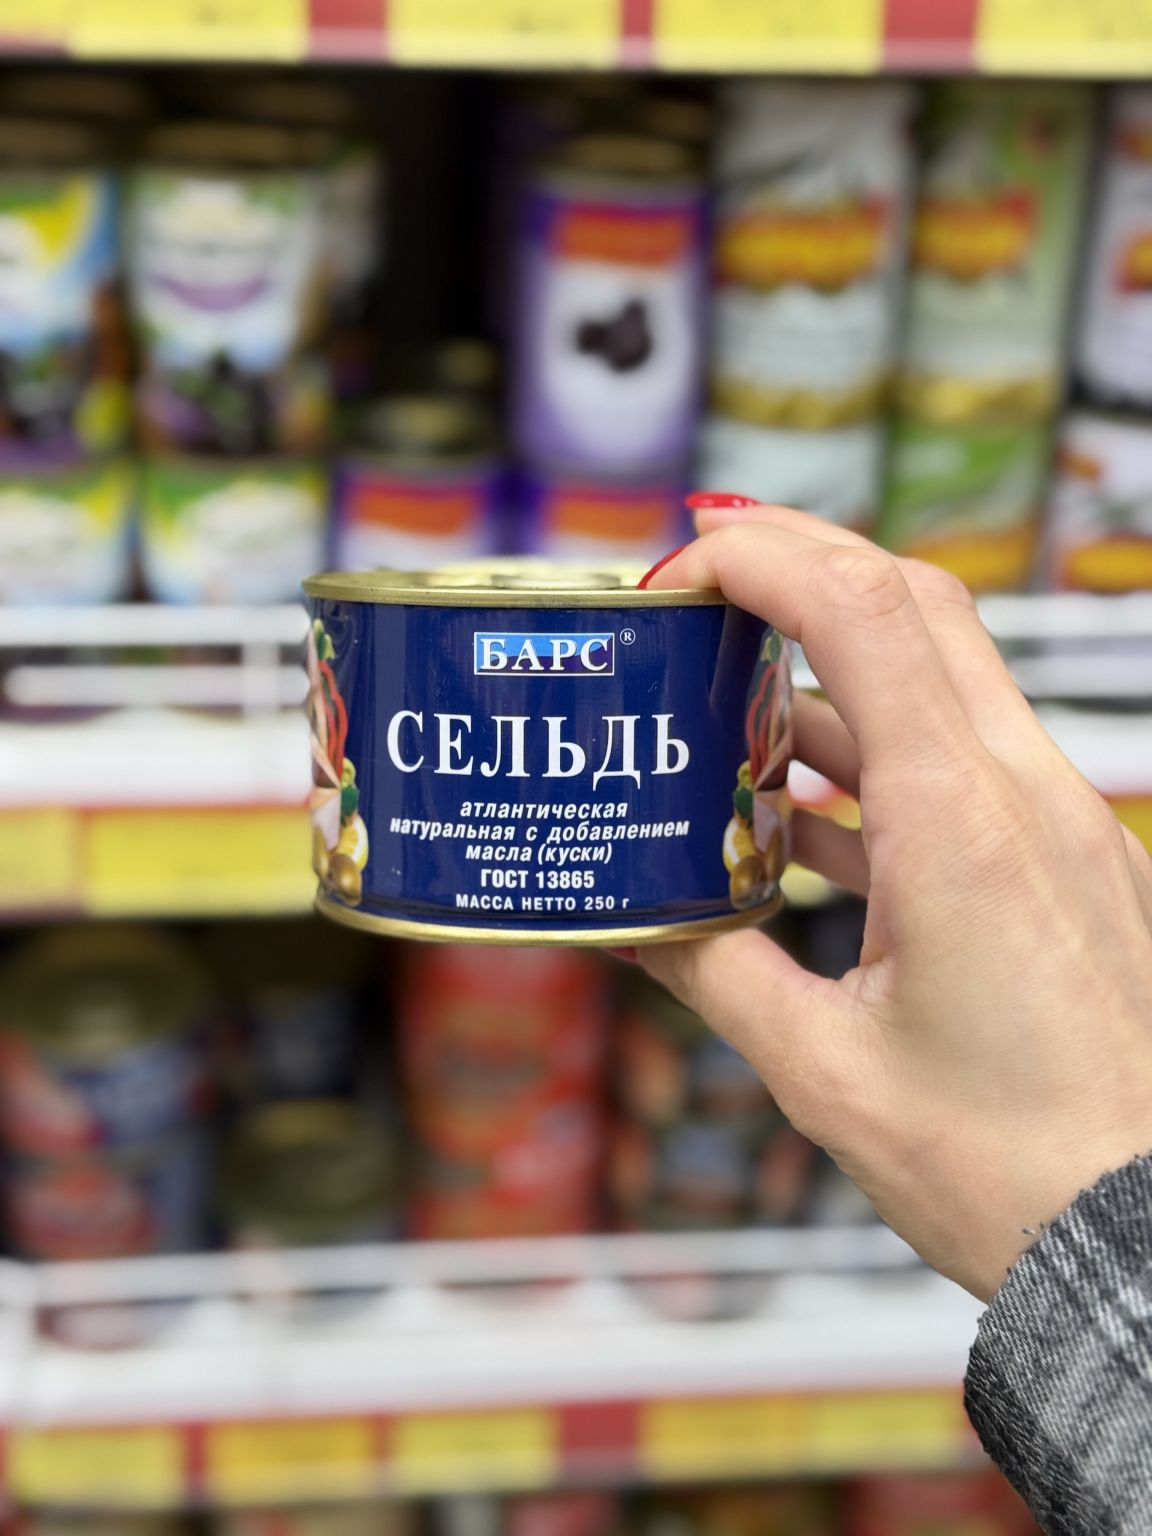 БАРС®
СЕЛЬДЬ
атлантическая
натуральная с добавлением
масла (куски)
ГОСТ 13865
МАССА НЕТТО 250 г